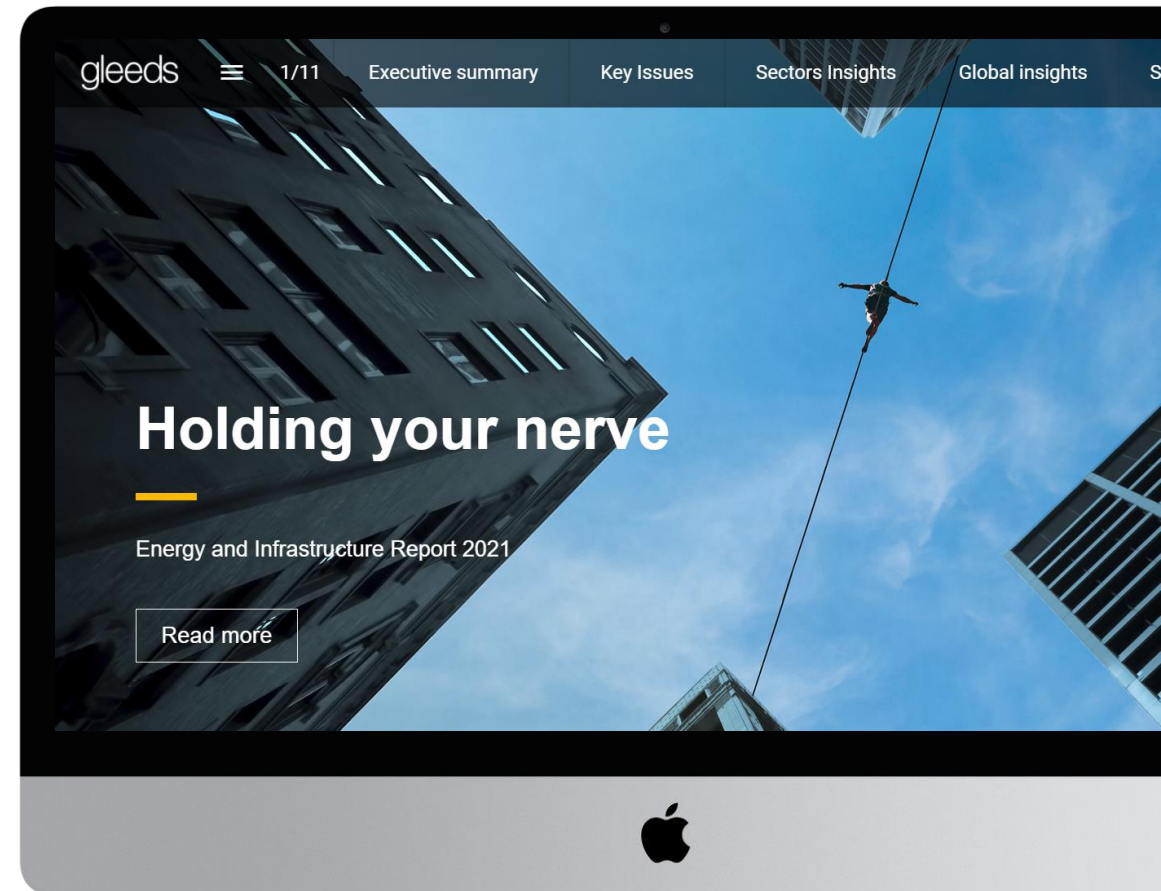 gleeds 1/11 Executive summary Key Issues Sectors Insights Global insights S
Holding your nerve
Energy and Infrastructure Report 2021
Read more